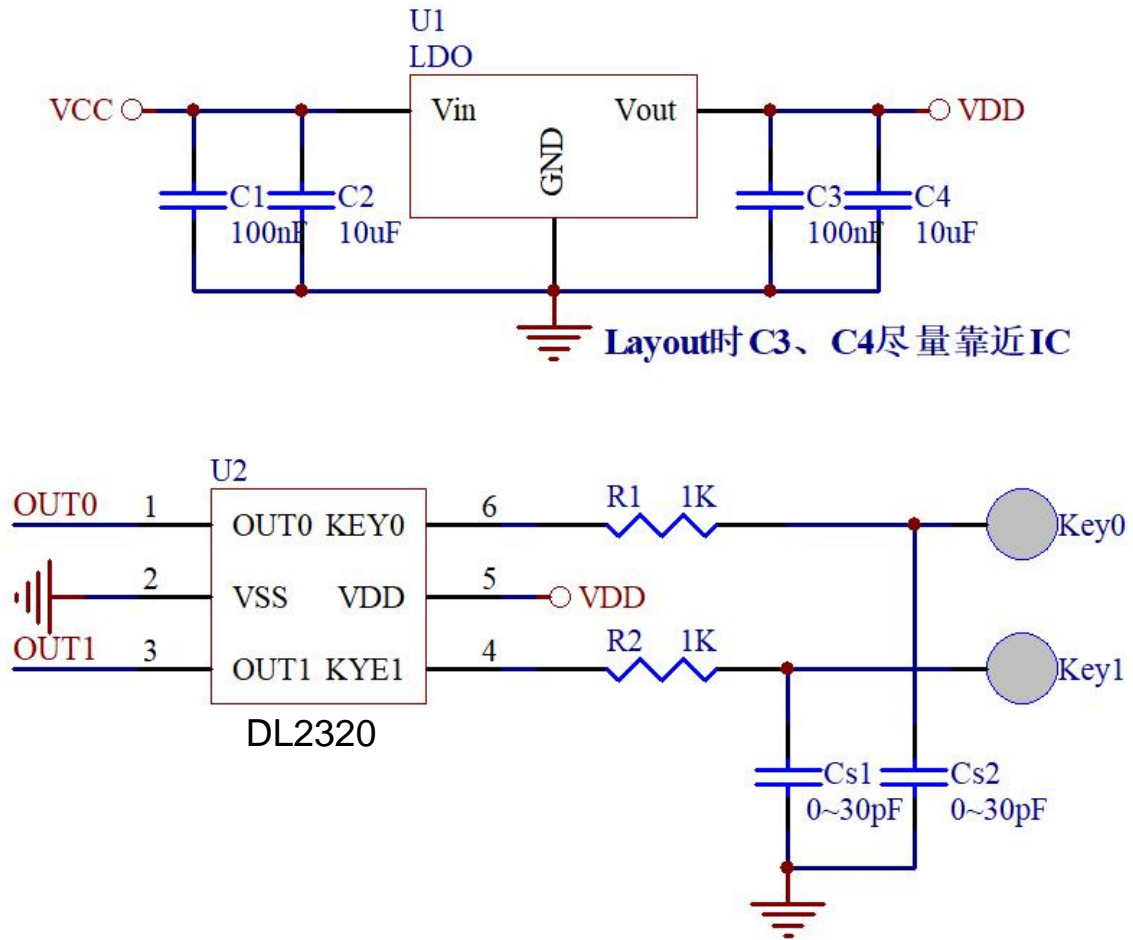 U1
LDO
VCC
Vin
Vout
VDD
GND
C1
100nF
C2
10uF
C3
100nF
C4
10uF
Layout时C3、C4尽量靠近IC
U2
OUT0
1
OUT0 KEY0
6
R1 1K
Key0
2
VSS VDD
5
VDD
OUT1
3
OUT1 KYE1
4
R2 1K
Key1
DL2320
Cs1
0~30pF
Cs2
0~30pF